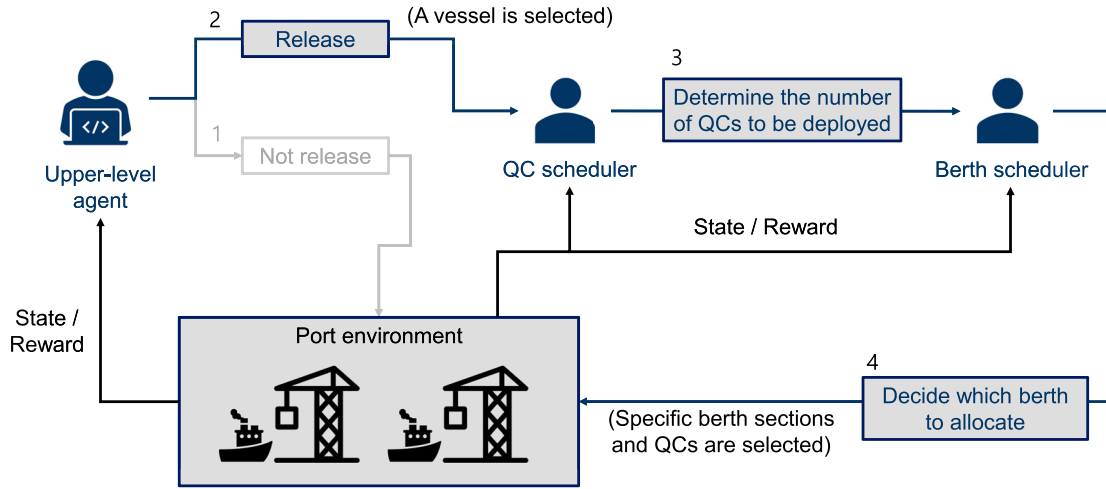 2
Release
(A vessel is selected)
1
Not release
</>
Upper-level
agent
QC scheduler
3
Determine the number
of QCs to be deployed
Berth scheduler
State / Reward
State /
Reward
Port environment
4
Decide which berth
to allocate
(Specific berth sections
and QCs are selected)